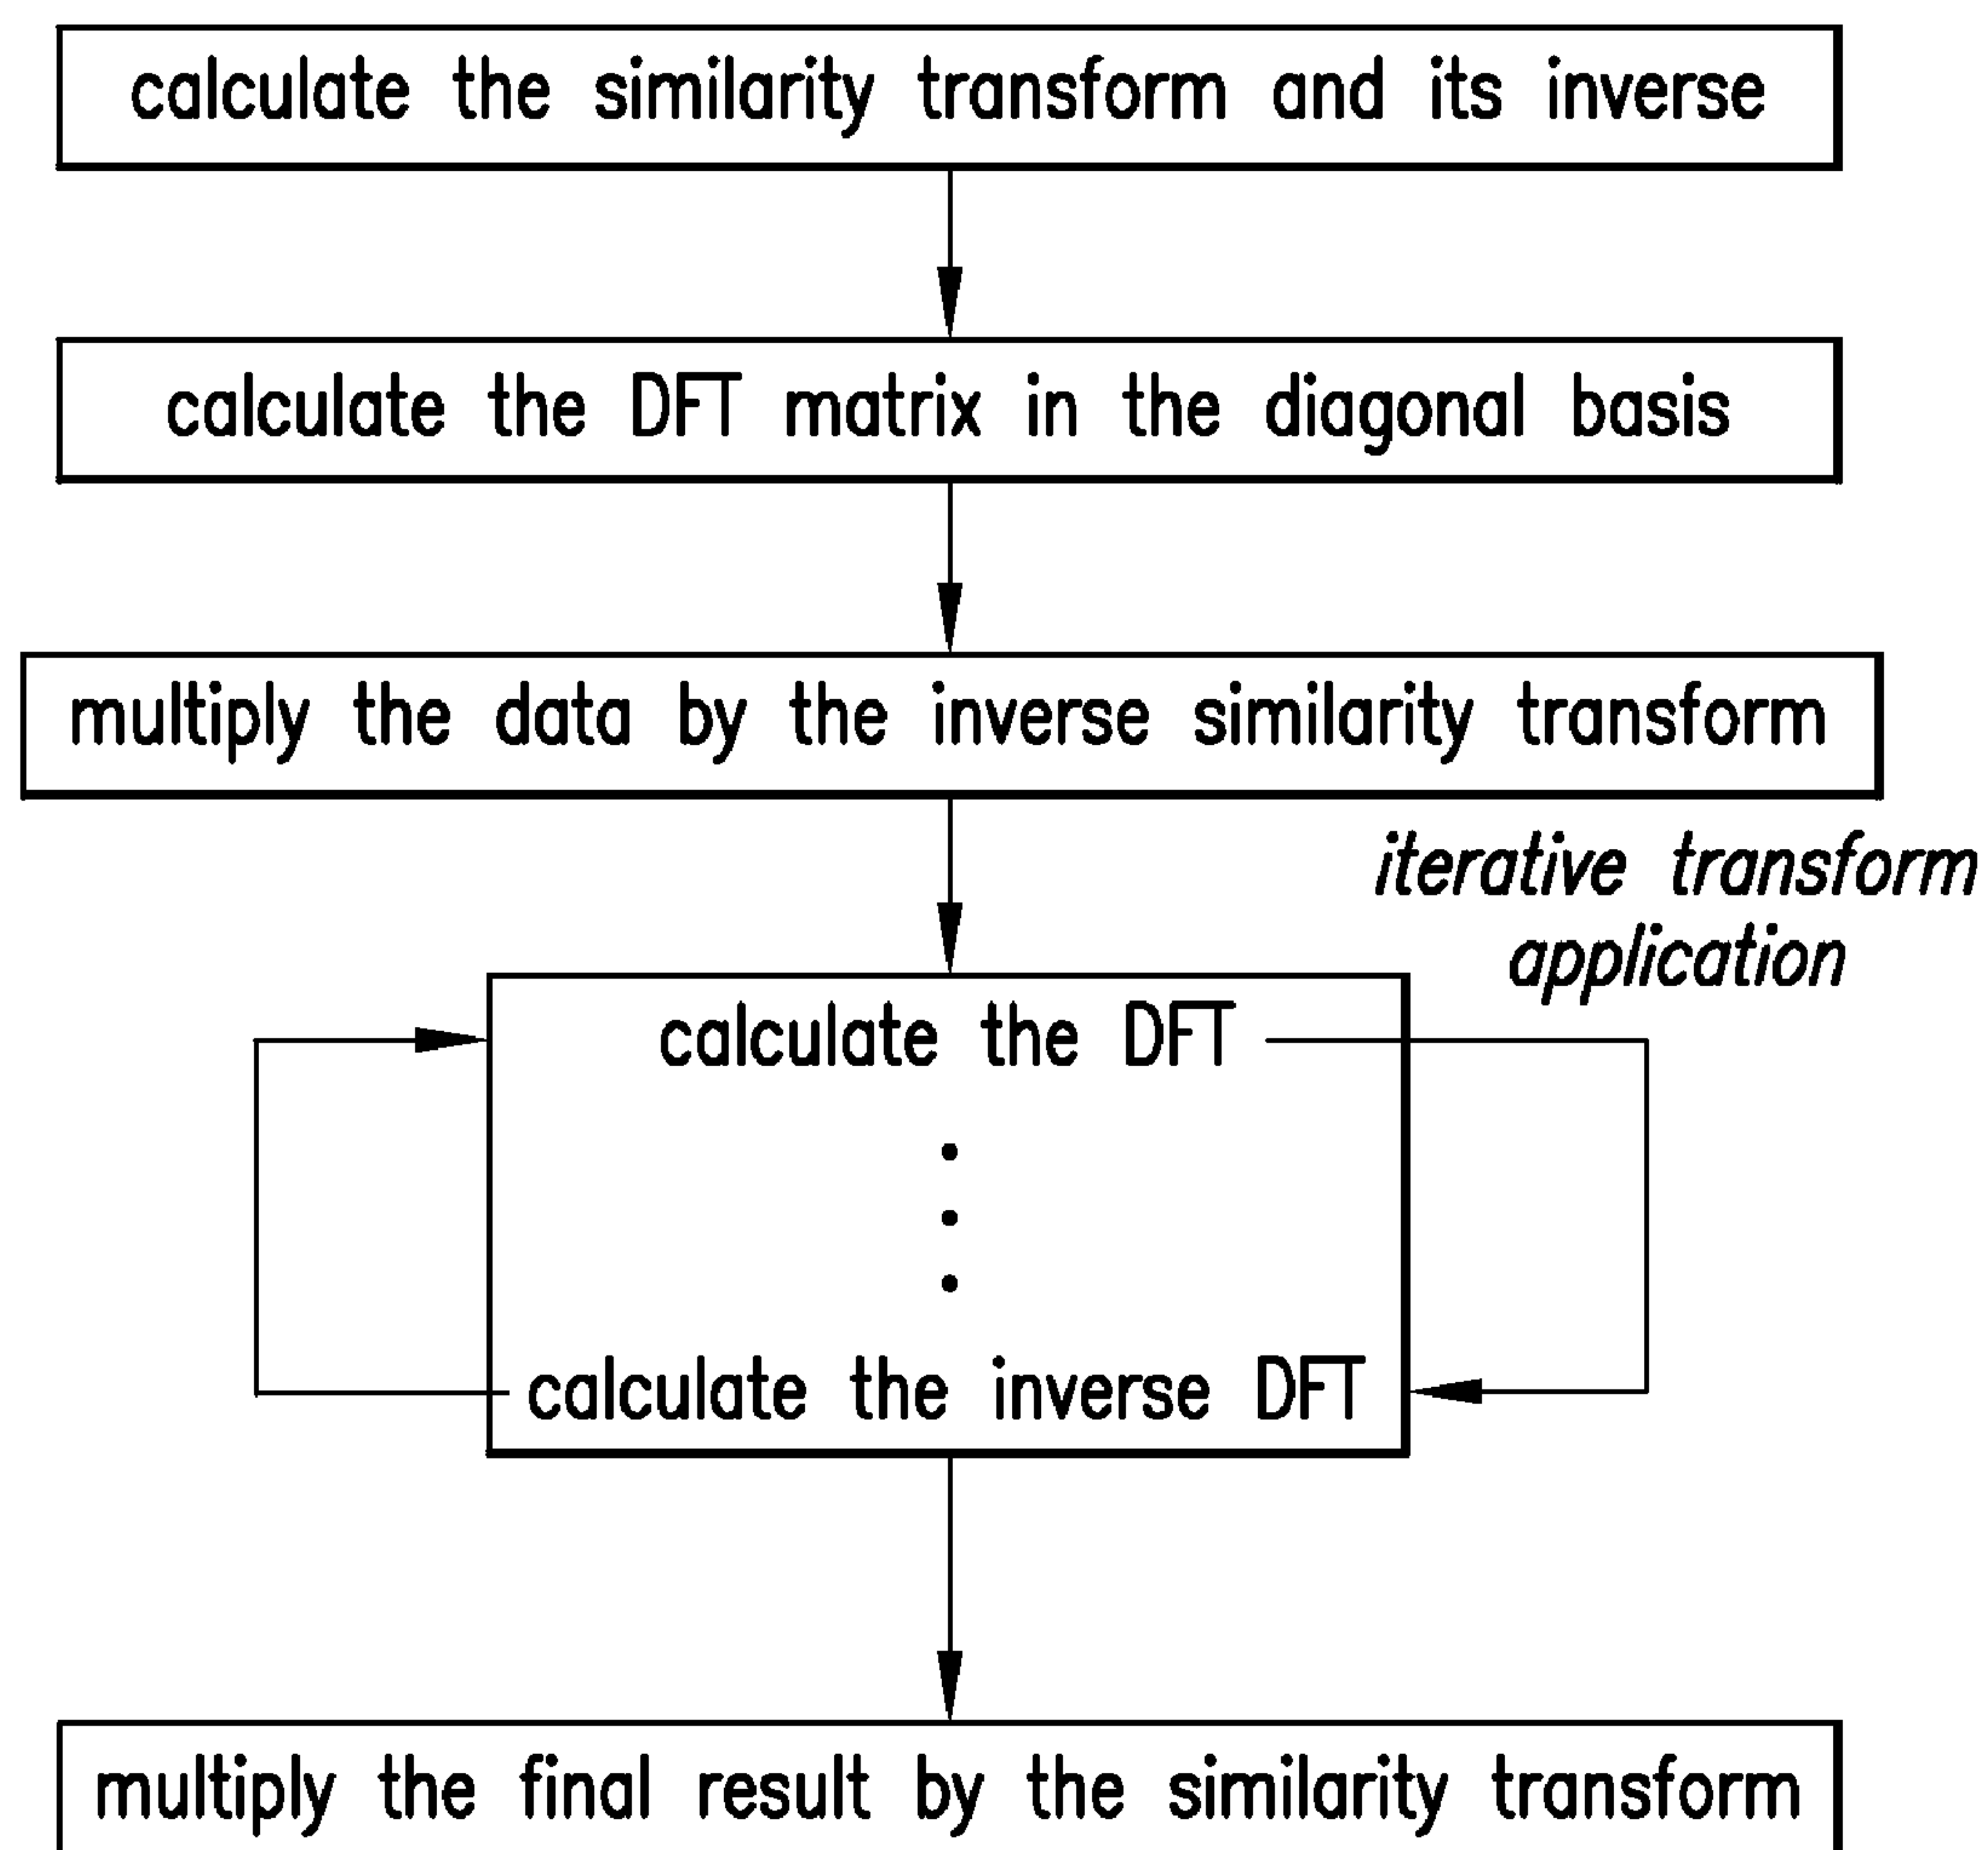 calculate the similarity transform and its inverse
calculate the DFT matrix in the diagonal basis
multiply the data by the inverse similarity transform
iterative transform
application
calculate the DFT
calculate the inverse DFT
multiply the final result by the similarity transform